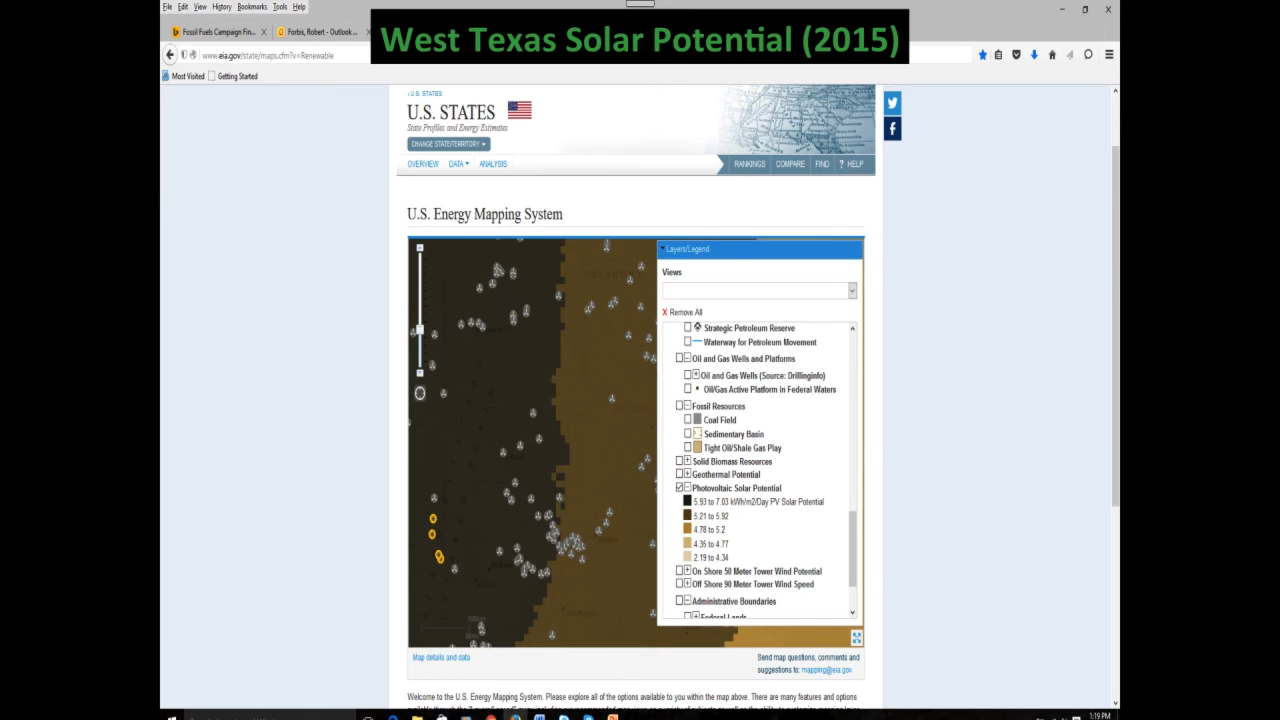 File Edit View History Bookmarks Tools Help
West Texas Solar Potential (2015)
Fossil Fuels Campaign Fin...
Forbis, Robert - Outlook ...
www.eia.gov/state/maps.cfm?v=Renewable
Most Visited Getting Started
‹ U.S. STATES
U.S. STATES
State Profiles and Energy Estimates
CHANGE STATE/TERRITORY
OVERVIEW DATA ANALYSIS RANKINGS COMPARE FIND ? HELP
U.S. Energy Mapping System
Layers/Legend
Views
X Remove All
Strategic Petroleum Reserve
Waterway for Petroleum Movement
Oil and Gas Wells and Platforms
Oil and Gas Wells (Source: Drillinginfo)
Oil/Gas Active Platform in Federal Waters
Fossil Resources
Coal Field
Sedimentary Basin
Tight Oil/Shale Gas Play
Solid Biomass Resources
Geothermal Potential
Photovoltaic Solar Potential
5.93 to 7.03 kWh/m2/Day PV Solar Potential
5.21 to 5.92
4.78 to 5.2
4.35 to 4.77
2.19 to 4.34
On Shore 50 Meter Tower Wind Potential
Off Shore 90 Meter Tower Wind Speed
Administrative Boundaries
Federal Lands
Map details and data
Send map questions, comments and
suggestions to: mapping@eia.gov
Welcome to the U.S. Energy Mapping System. Please explore all of the options available to you within the map above. There are many features and options
1:19 PM